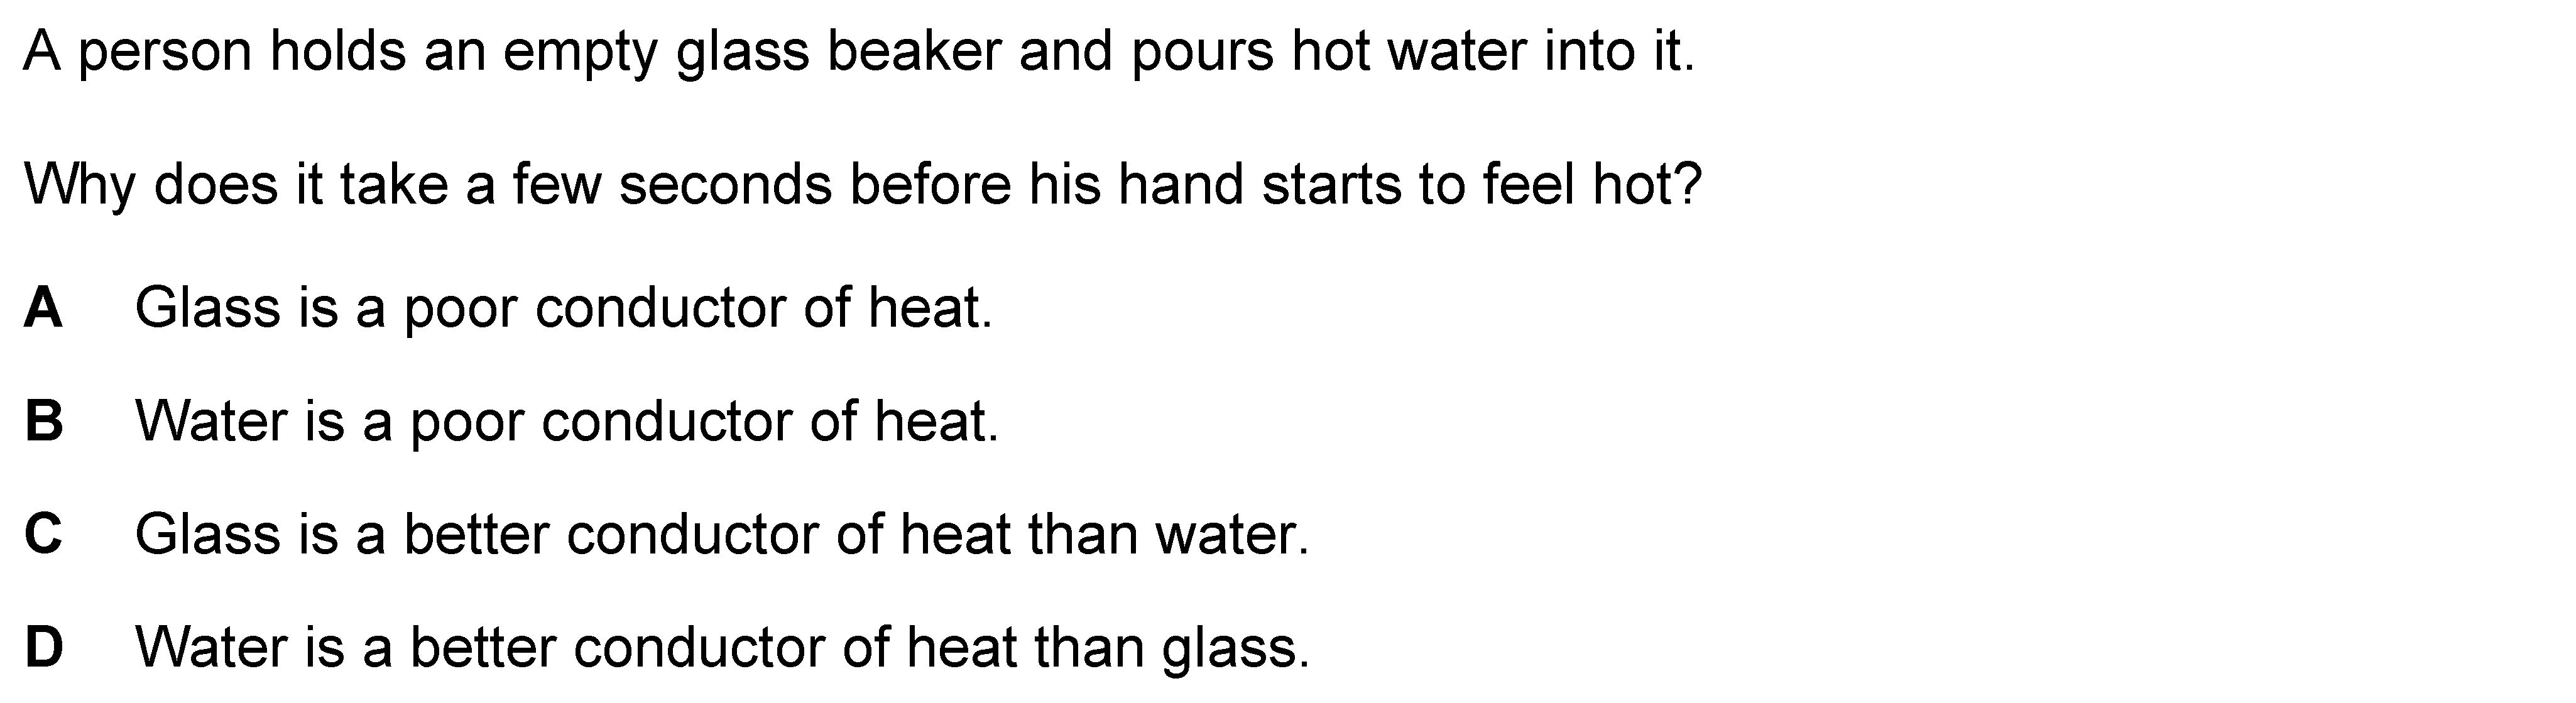 A person holds an empty glass beaker and pours hot water into it.
Why does it take a few seconds before his hand starts to feel hot?
A Glass is a poor conductor of heat.
B Water is a poor conductor of heat.
C Glass is a better conductor of heat than water.
D Water is a better conductor of heat than glass.